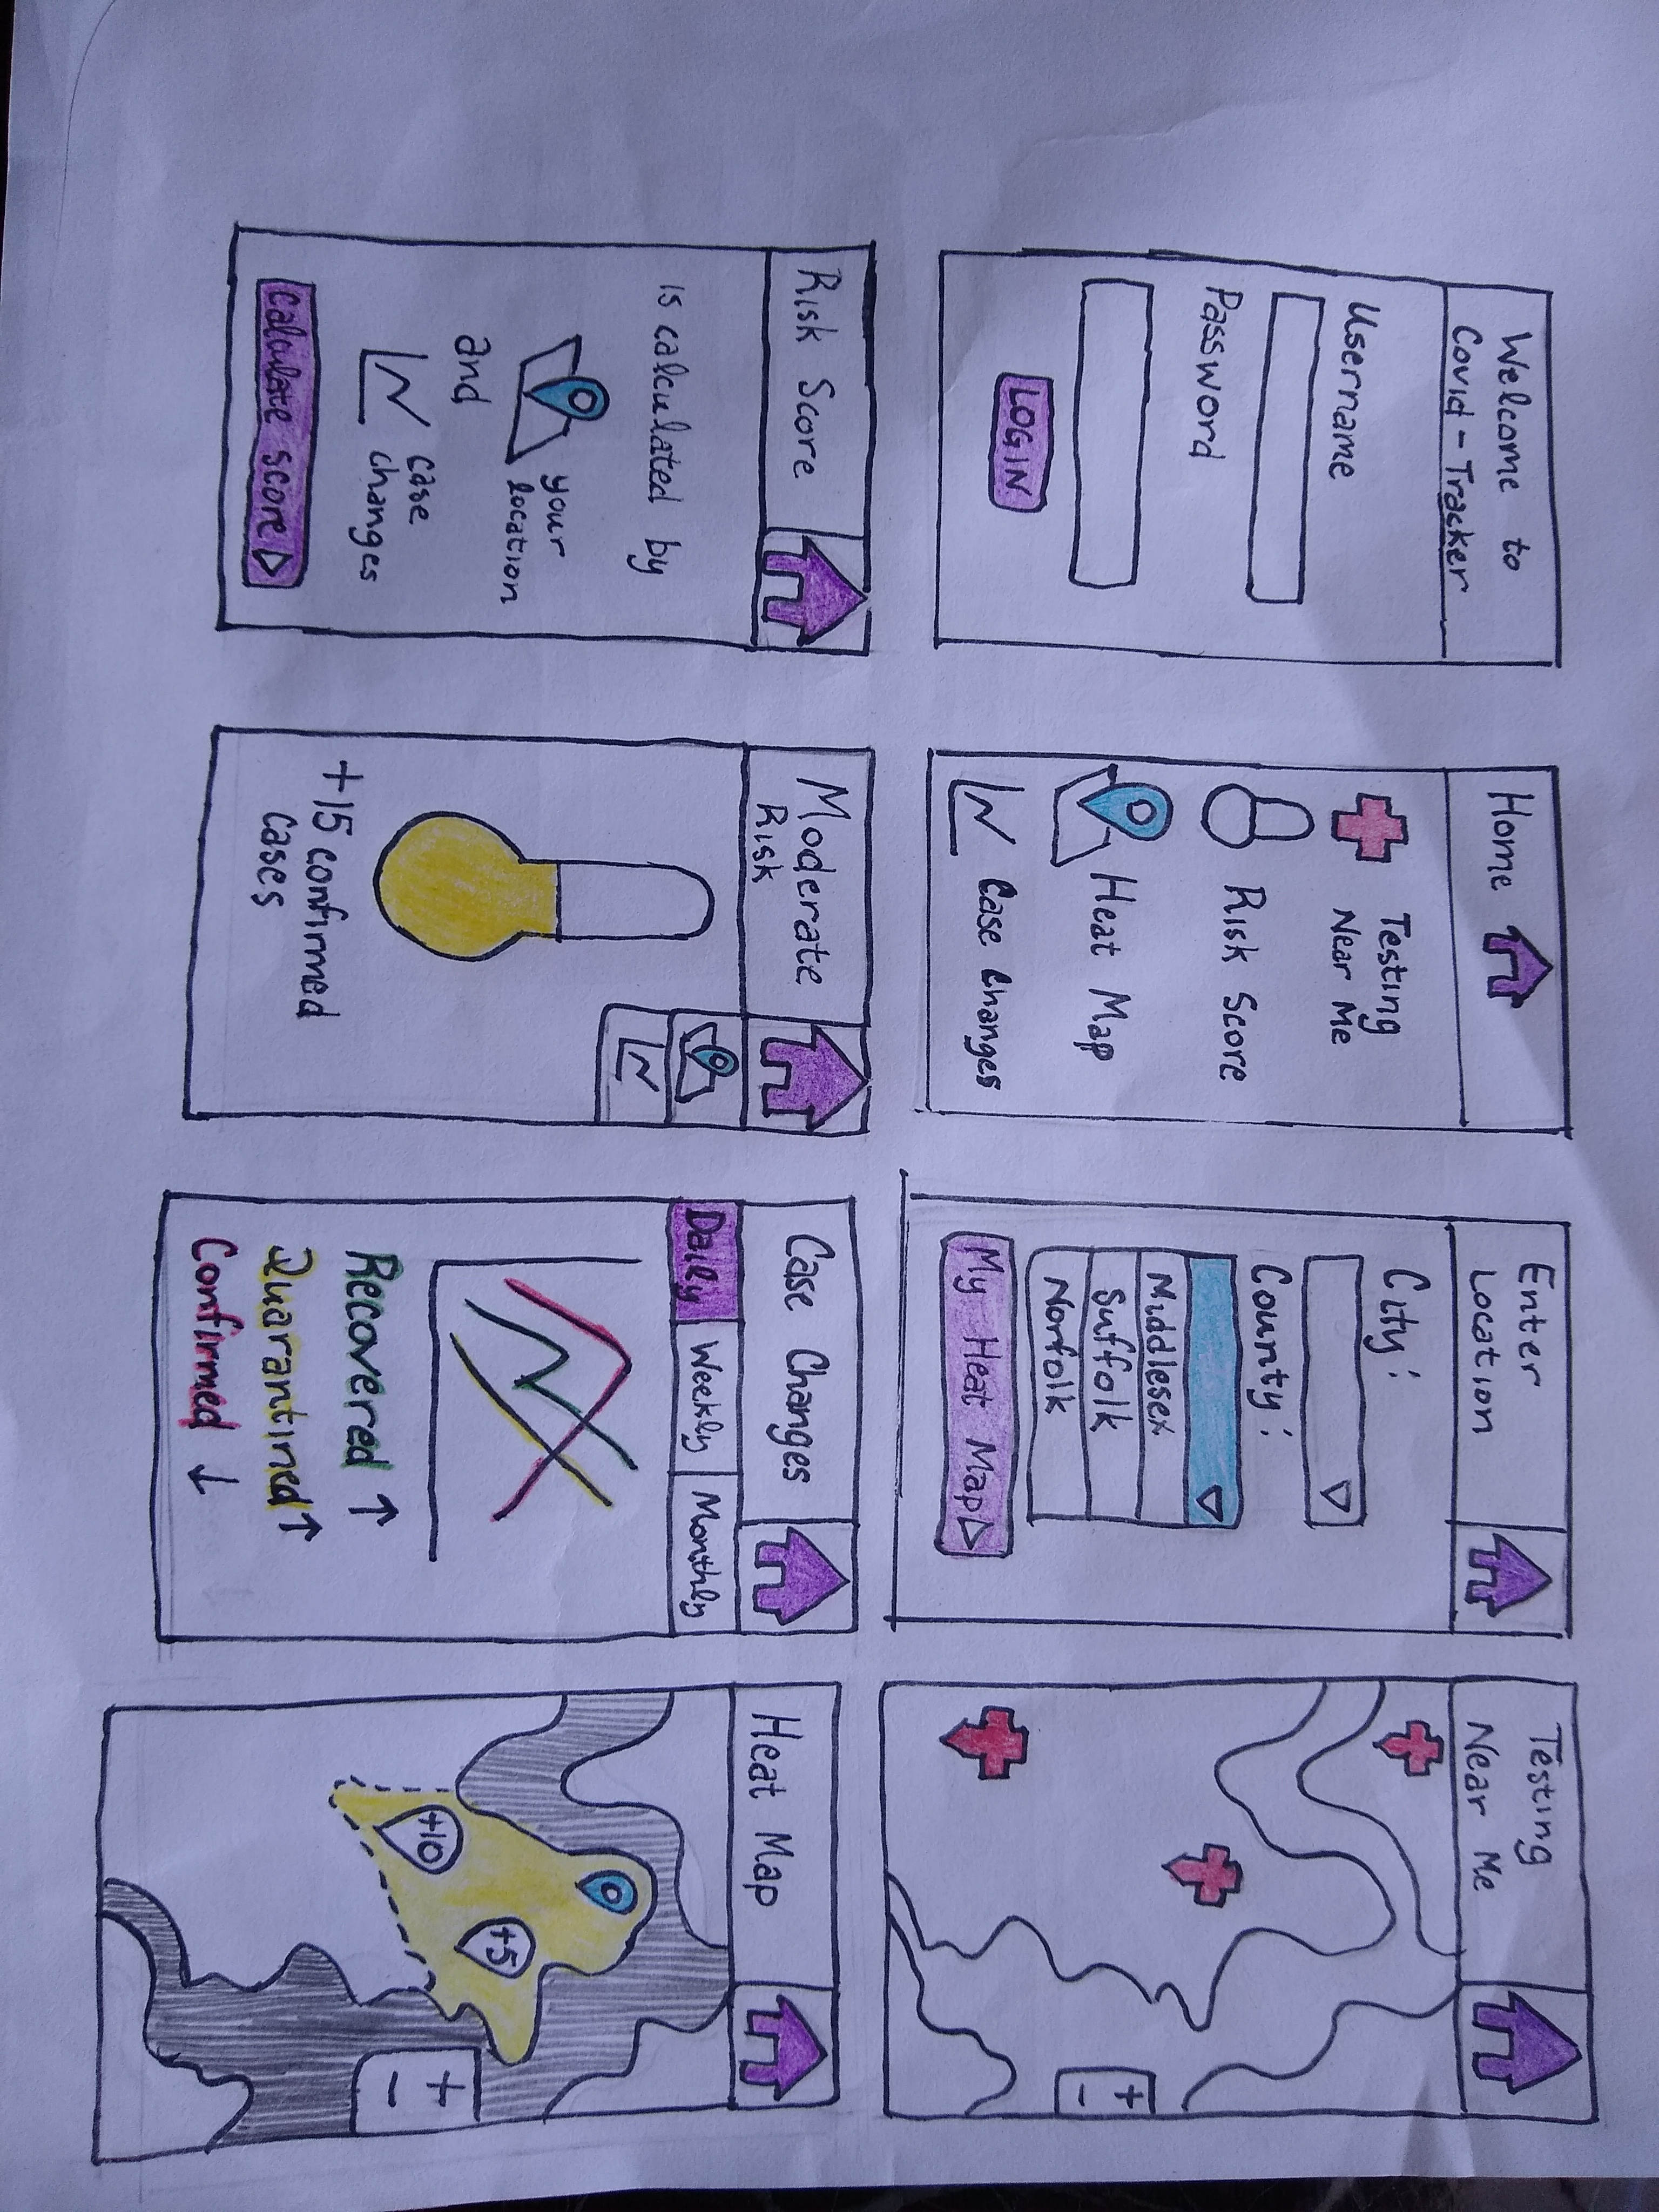 Welcome to
Covid-Tracker
Username
Password
LOGIN
Home
Testing
Near Me
Risk Score
Heat Map
Case Changes
Enter
Location
City:
County:
Middlesex
Suffolk
Norfolk
My Heat Map
Testing
Near Me
+
-
Risk Score
is calculated by
your
location
and
case
changes
Calculate score
Moderate
Risk
+15 confirmed
cases
Case Changes
Daily Weekly Monthly
Recovered ↑
Quarantined ↑
Confirmed ↓
Heat Map
+10
+5
+
-